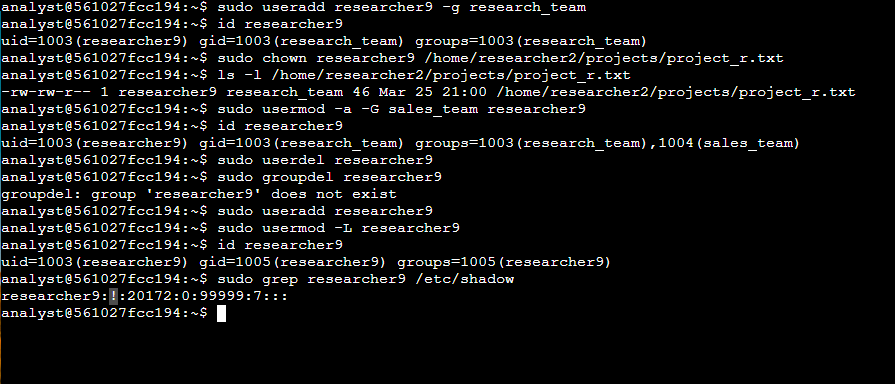 analyst@561027fcc194:~$ sudo useradd researcher9 -g research_team
analyst@561027fcc194:~$ id researcher9
uid=1003(researcher9) gid=1003(research_team) groups=1003(research_team)
analyst@561027fcc194:~$ sudo chown researcher9 /home/researcher2/projects/project_r.txt
analyst@561027fcc194:~$ ls -l /home/researcher2/projects/project_r.txt
-rw-rw-r-- 1 researcher9 research_team 46 Mar 25 21:00 /home/researcher2/projects/project_r.txt
analyst@561027fcc194:~$ sudo usermod -a -G sales_team researcher9
analyst@561027fcc194:~$ id researcher9
uid=1003(researcher9) gid=1003(research_team) groups=1003(research_team),1004(sales_team)
analyst@561027fcc194:~$ sudo userdel researcher9
analyst@561027fcc194:~$ sudo groupdel researcher9
groupdel: group 'researcher9' does not exist
analyst@561027fcc194:~$ sudo useradd researcher9
analyst@561027fcc194:~$ sudo usermod -L researcher9
analyst@561027fcc194:~$ id researcher9
uid=1003(researcher9) gid=1005(researcher9) groups=1005(researcher9)
analyst@561027fcc194:~$ sudo grep researcher9 /etc/shadow
researcher9:!:20172:0:99999:7:::
analyst@561027fcc194:~$